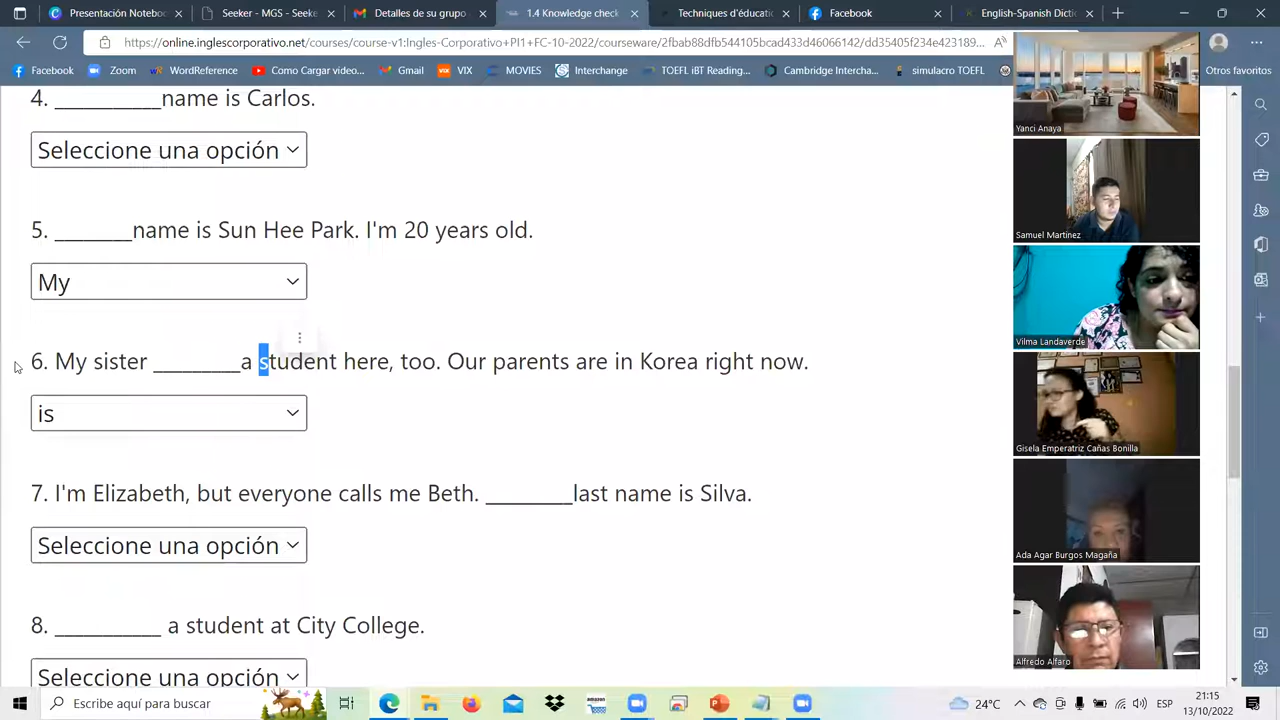 Presentación Notebo
Seeker - MGS - Seeke
Detalles de su grupo
1.4 Knowledge check
Techniques d'éducati
Facebook
English-Spanish Dicti
https://online.inglescorporativo.net/courses/course-v1:Ingles-Corporativo+PI1+FC-10-2022/courseware/2fbab88dfb544105bcad433d46066142/dd35405f234e423189...
Facebook
Zoom
WordReference
Como Cargar video...
Gmail
VIX
MOVIES
Interchange
TOEFL iBT Reading...
Cambridge Intercha...
simulacro TOEFL
Otros favoritos
4. ___________name is Carlos.
Seleccione una opción
5. ________name is Sun Hee Park. I'm 20 years old.
My
6. My sister _________a student here, too. Our parents are in Korea right now.
is
7. I'm Elizabeth, but everyone calls me Beth. _________last name is Silva.
Seleccione una opción
8. ___________ a student at City College.
Seleccione una opción
Yanci Anaya
Samuel Martinez
Vilma Landaverde
Gisela Emperatriz Cañas Bonilla
Ada Agar Burgos Magaña
Alfredo Alfaro
Escribe aquí para buscar
24°C
ESP
21:15
13/10/2022